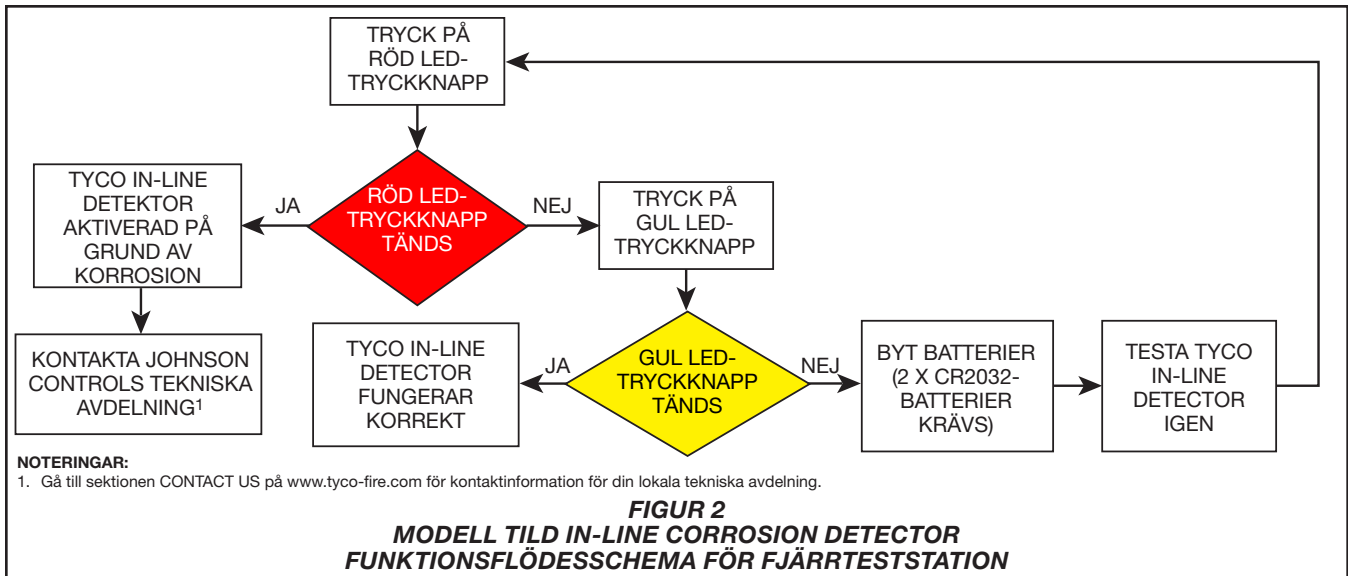 TRYCK PÅ
RÖD LED-
TRYCKKNAPP
TYCO IN-LINE
DETEKTOR
AKTIVERAD PÅ
GRUND AV
KORROSION
JA
RÖD LED-
TRYCKKNAPP
TÄNDS
NEJ
TRYCK PÅ
GUL LED-
TRYCKKNAPP
KONTAKTA JOHNSON
CONTROLS TEKNISKA
AVDELNING1
TYCO IN-LINE
DETECTOR
FUNGERAR
KORREKT
JA
GUL LED-
TRYCKKNAPP
TÄNDS
NEJ
BYT BATTERIER
(2 X CR2032-
BATTERIER
KRÄVS)
TESTA TYCO
IN-LINE
DETECTOR
IGEN
NOTERINGAR:
1. Gå till sektionen CONTACT US på www.tyco-fire.com för kontaktinformation för din lokala tekniska avdelning.
FIGUR 2
MODELL TILD IN-LINE CORROSION DETECTOR
FUNKTIONSFLÖDESSCHEMA FÖR FJÄRRTESTSTATION